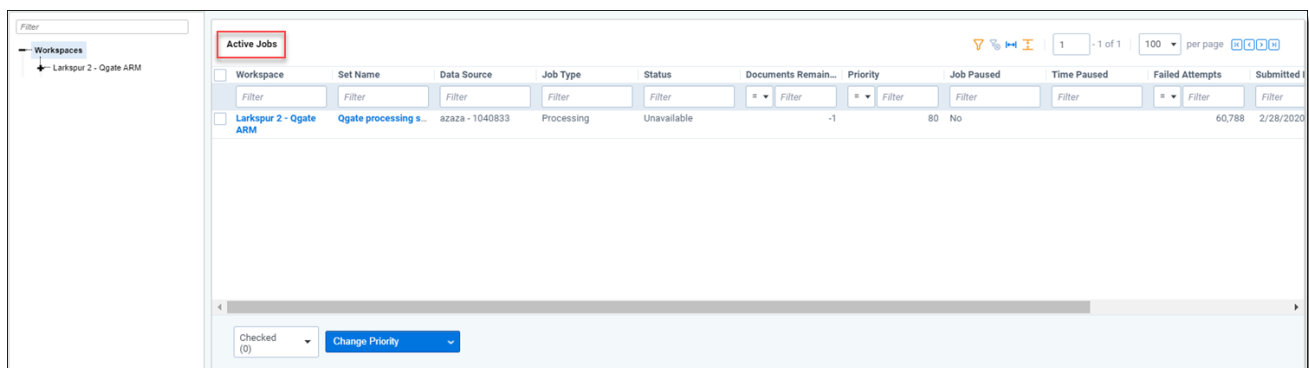 Filter
Workspaces
Larkspur 2 - Qgate ARM
Active Jobs
1 - 1 of 1 100 per page
Workspace Set Name Data Source Job Type Status Documents Remain... Priority Job Paused Time Paused Failed Attempts Submitted
Filter Filter Filter Filter Filter = Filter = Filter Filter Filter = Filter Filter
Larkspur 2 - Qgate Qgate processing s... azaza - 1040833 Processing Unavailable -1 80 No 60,788 2/28/2020
ARM
Checked
(0)
Change Priority